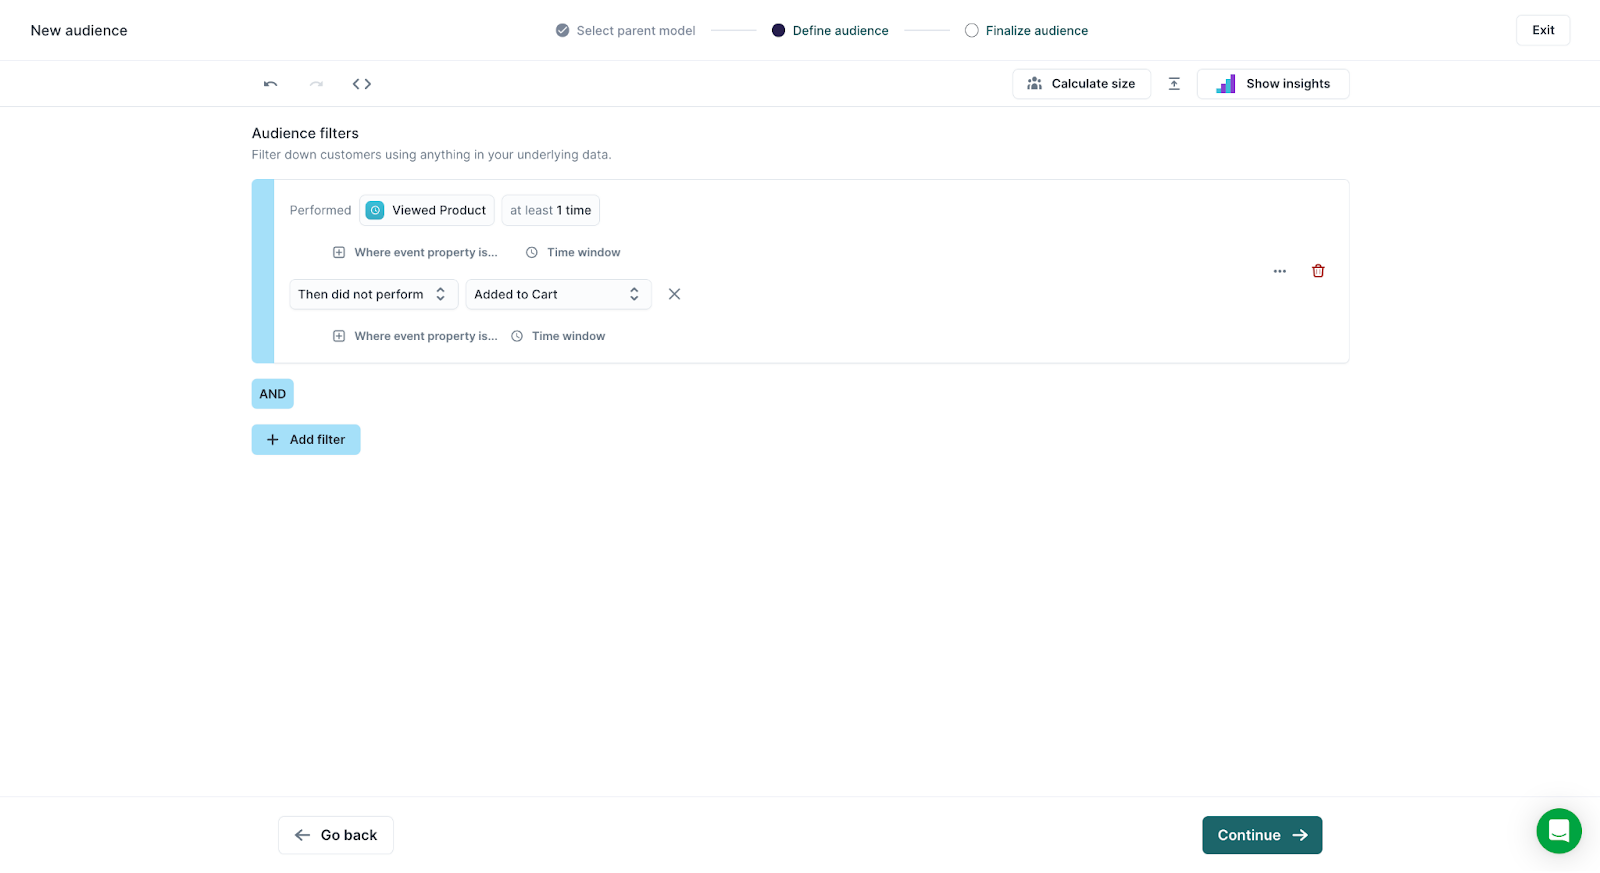 New audience
Select parent model
Define audience
Finalize audience
Exit
Calculate size
Show insights
Audience filters
Filter down customers using anything in your underlying data.
Performed Viewed Product at least 1 time
Where event property is... Time window
Then did not perform Added to Cart
Where event property is... Time window
AND
Add filter
Go back
Continue